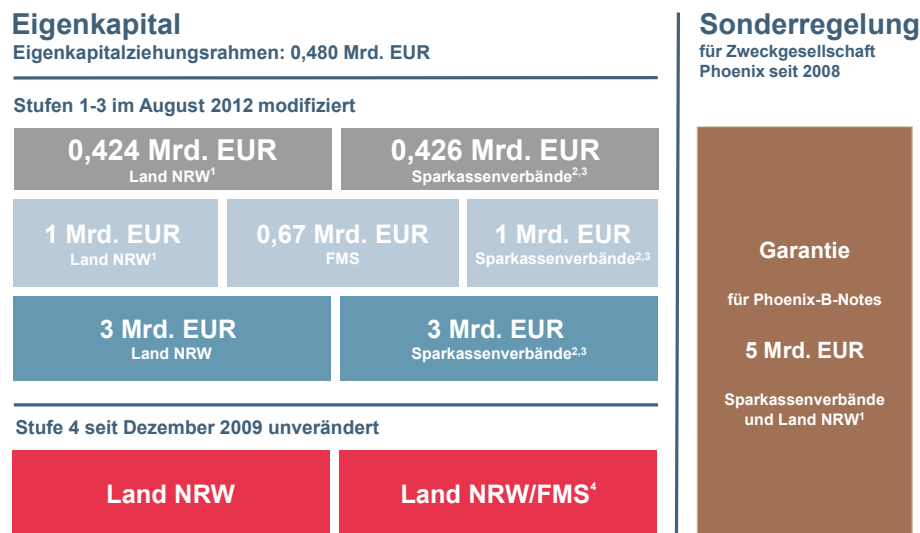 Eigenkapital
Eigenkapitalziehungsrahmen: 0,480 Mrd. EUR
Stufen 1-3 im August 2012 modifiziert
0,424 Mrd. EUR
Land NRW¹
0,426 Mrd. EUR
Sparkassenverbände²,³
1 Mrd. EUR
Land NRW¹
0,67 Mrd. EUR
FMS
1 Mrd. EUR
Sparkassenverbände²,³
3 Mrd. EUR
Land NRW
3 Mrd. EUR
Sparkassenverbände²,³
Stufe 4 seit Dezember 2009 unverändert
Land NRW
Land NRW/FMS⁴
Sonderregelung
für Zweckgesellschaft
Phoenix seit 2008
Garantie
für Phoenix-B-Notes
5 Mrd. EUR
Sparkassenverbände
und Land NRW¹